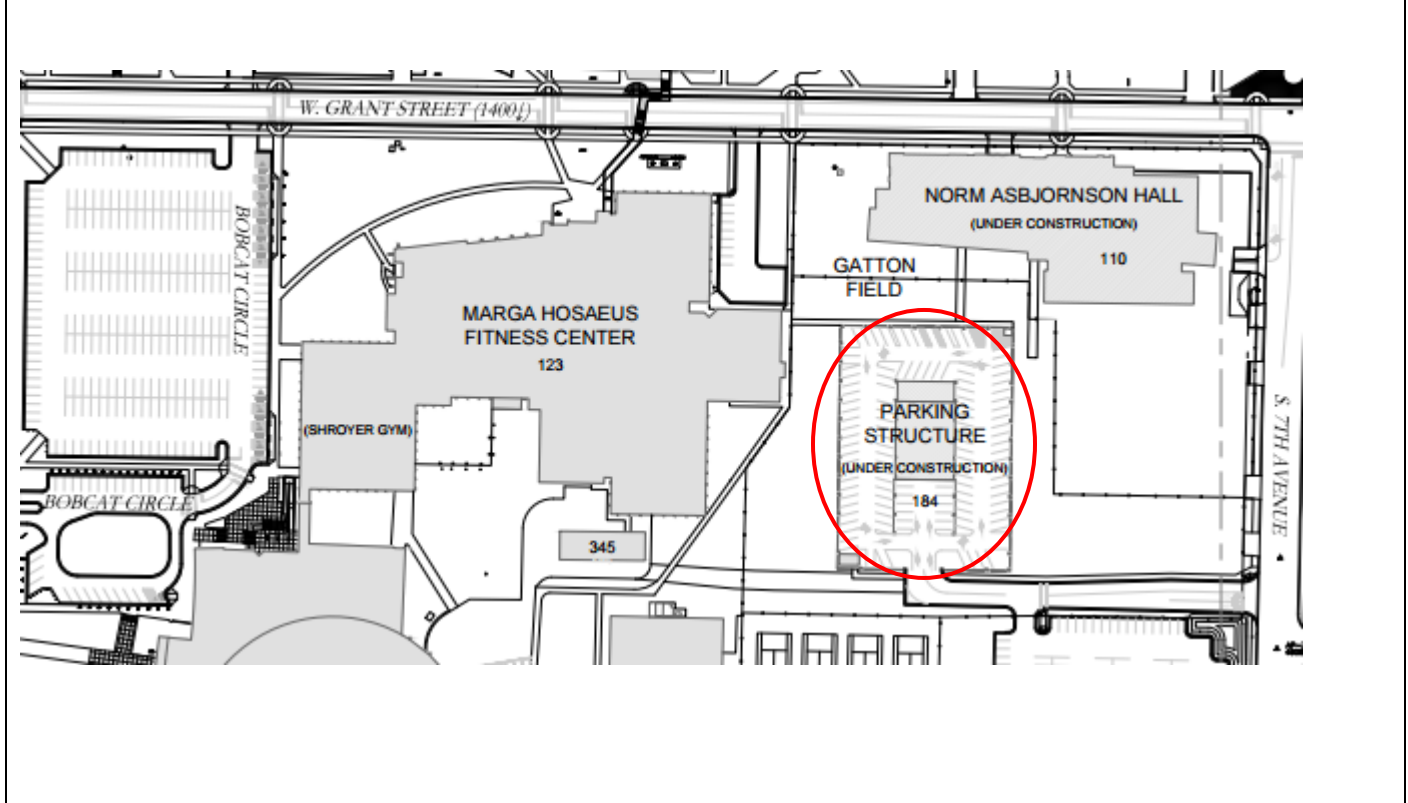 W. GRANT STREET (1400↓)
NORM ASBJORNSON HALL
(UNDER CONSTRUCTION)
110
BOBCAT CIRCLE
GATTON
FIELD
MARGA HOSAEUS
FITNESS CENTER
123
PARKING
STRUCTURE
(UNDER CONSTRUCTION)
184
(SHROYER GYM)
S. 7TH AVENUE
BOBCAT CIRCLE
345